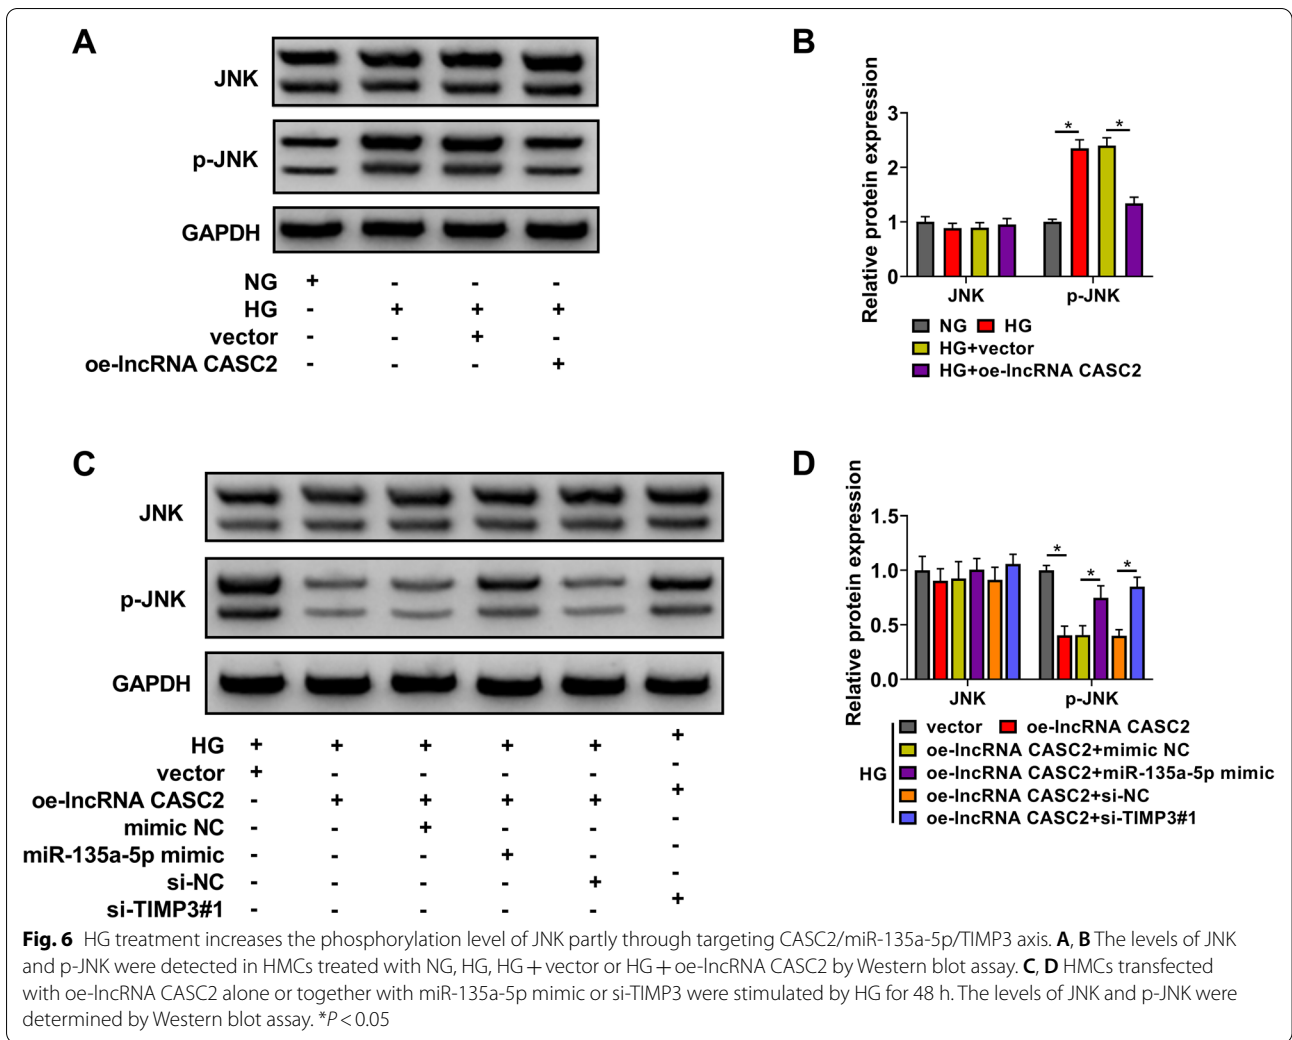 A
JNK
p-JNK
GAPDH
NG + - - -
HG - + + +
vector - - + -
oe-lncRNA CASC2 - - - +
B
Relative protein expression
3
2
1
0
* *
JNK p-JNK
NG HG
HG+vector
HG+oe-lncRNA CASC2
C
JNK
p-JNK
GAPDH
HG + + + + + +
vector + - - - - -
oe-lncRNA CASC2 - + + + + +
mimic NC - - + - - -
miR-135a-5p mimic - - - + - -
si-NC - - - - + -
si-TIMP3#1 - - - - - +
D
Relative protein expression
1.5
1.0
0.5
0.0
* * *
JNK p-JNK
HG
vector oe-lncRNA CASC2
oe-lncRNA CASC2+mimic NC
oe-lncRNA CASC2+miR-135a-5p mimic
oe-lncRNA CASC2+si-NC
oe-lncRNA CASC2+si-TIMP3#1
Fig. 6 HG treatment increases the phosphorylation level of JNK partly through targeting CASC2/miR-135a-5p/TIMP3 axis. A, B The levels of JNK
and p-JNK were detected in HMCs treated with NG, HG, HG + vector or HG + oe-lncRNA CASC2 by Western blot assay. C, D HMCs transfected
with oe-lncRNA CASC2 alone or together with miR-135a-5p mimic or si-TIMP3 were stimulated by HG for 48 h. The levels of JNK and p-JNK were
determined by Western blot assay. *P < 0.05